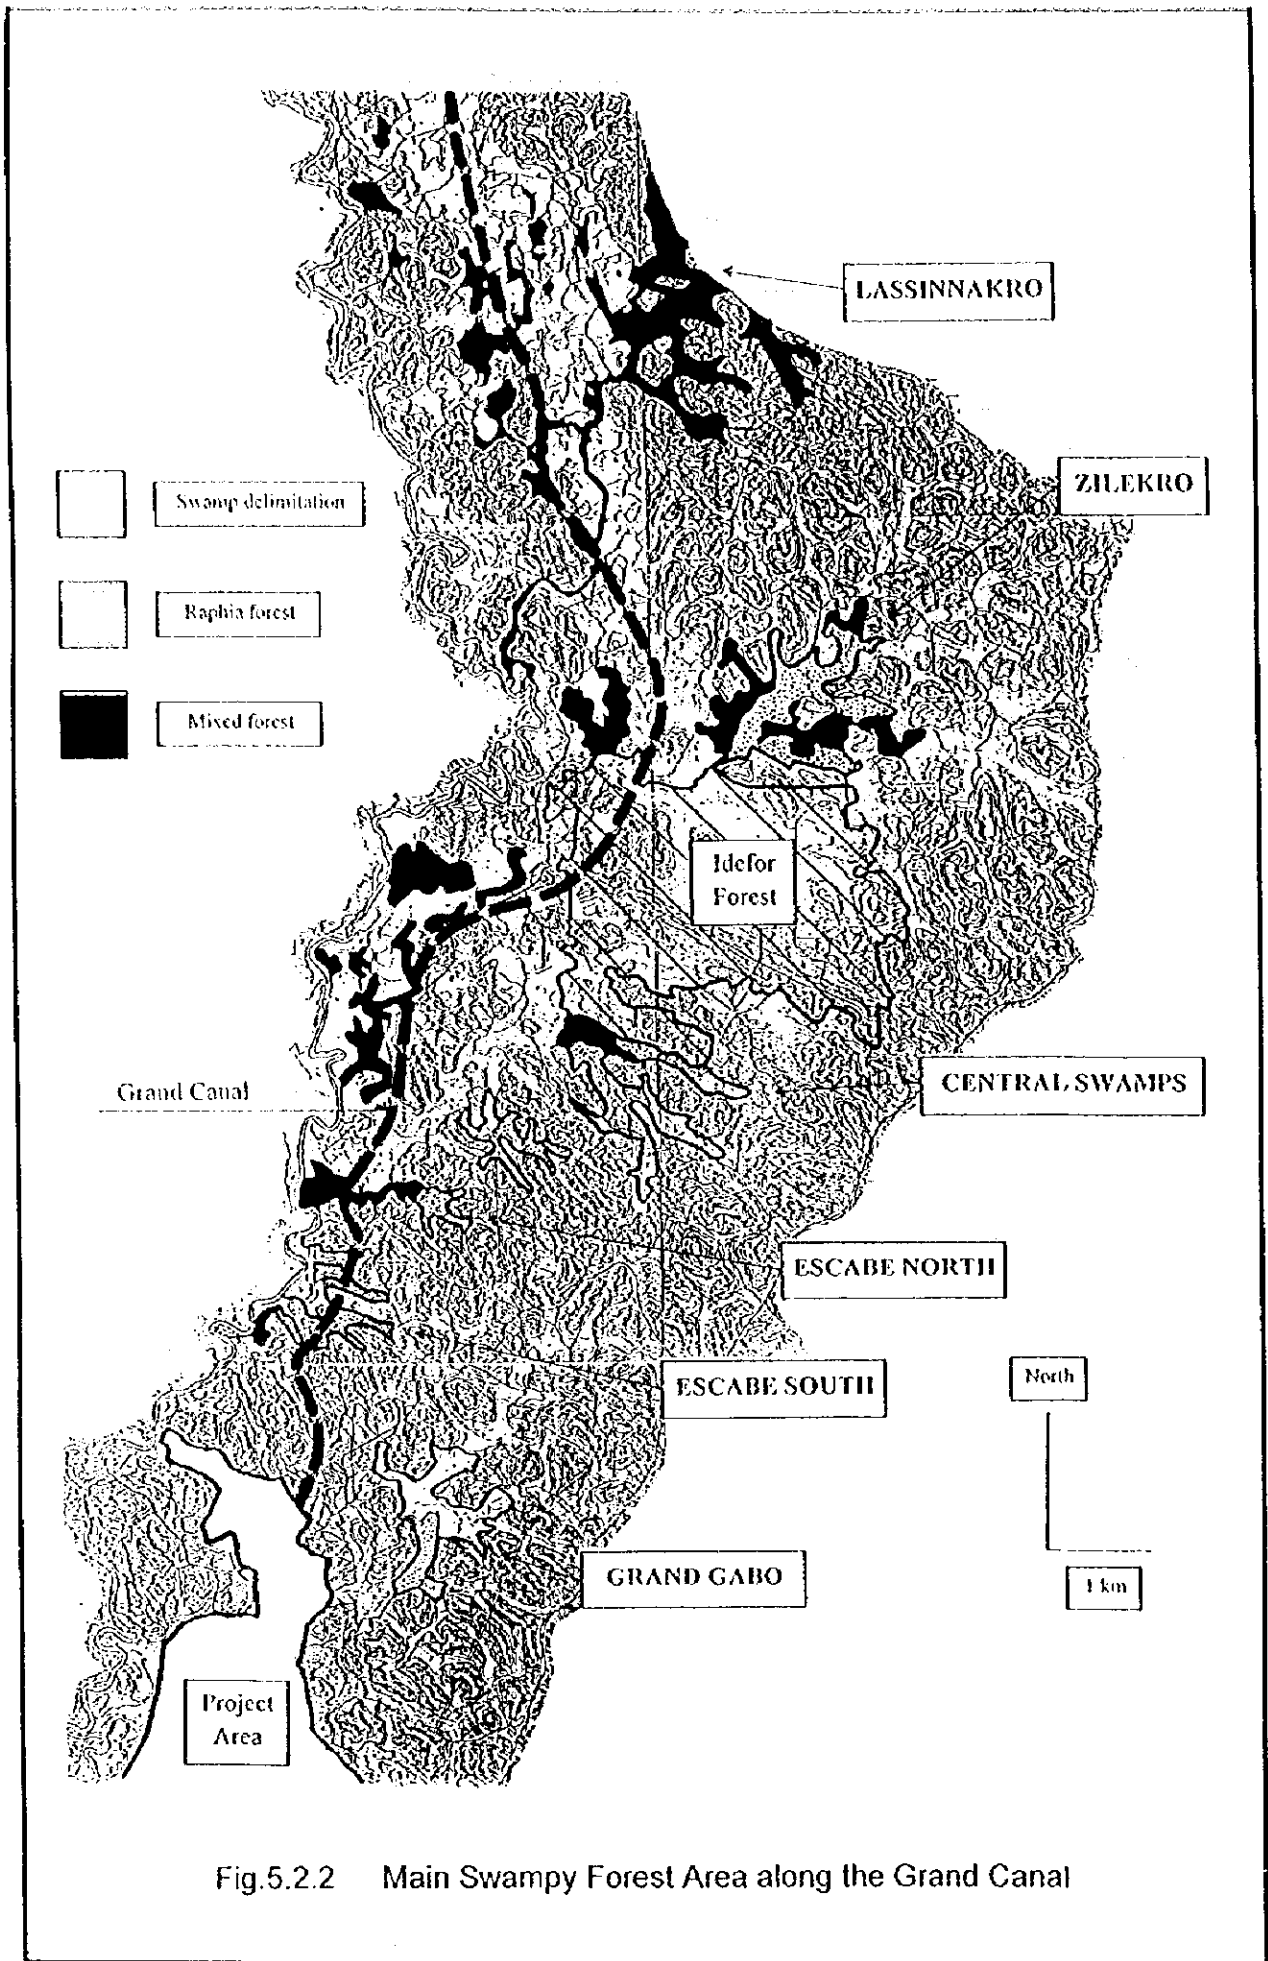 LASSINNAKRO
ZILEKRO
Swamp delimitation
Raphia forest
Mixed forest
Idefor
Forest
Grand Canal
CENTRAL SWAMPS
ESCABE NORTH
ESCABE SOUTH
North
GRAND GABO
1 km
Project
Area
Fig.5.2.2 Main Swampy Forest Area along the Grand Canal